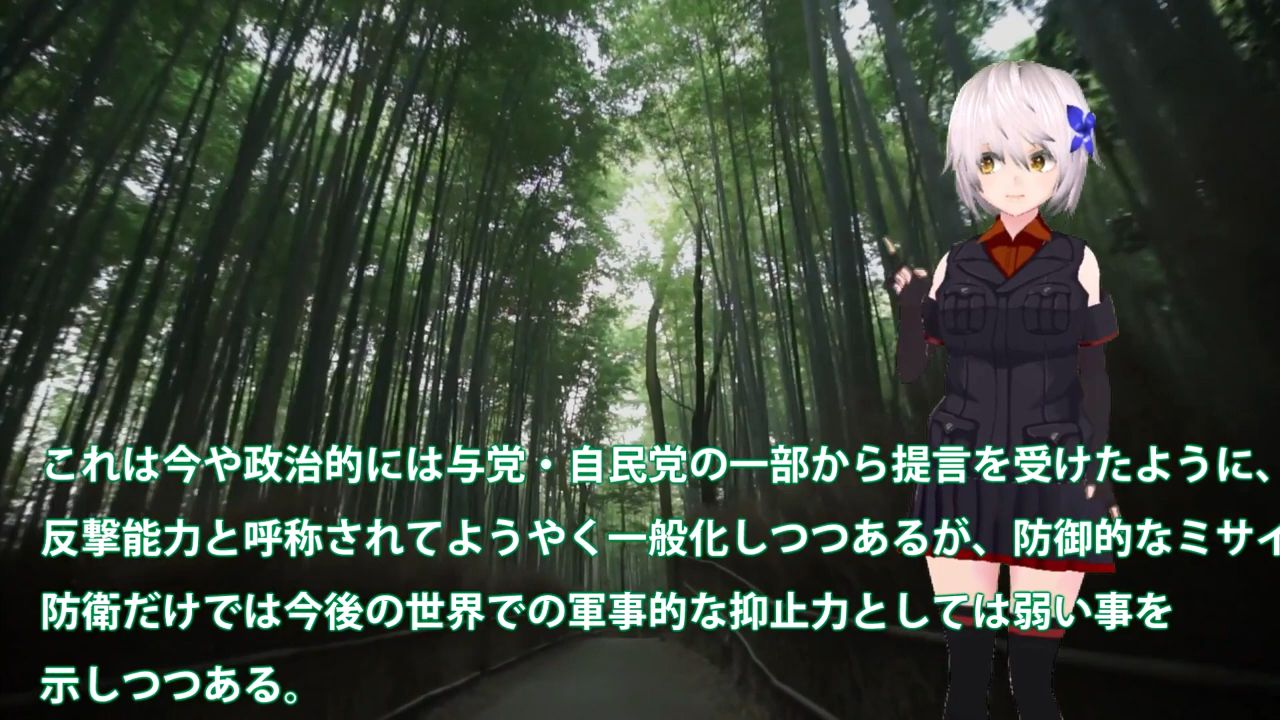 これは今や政治的には与党・自民党の一部から提言を受けたように、
反撃能力と呼称されてようやく一般化しつつあるが、防御的なミサイ
防衛だけでは今後の世界での軍事的な抑止力としては弱い事を
示しつつある。